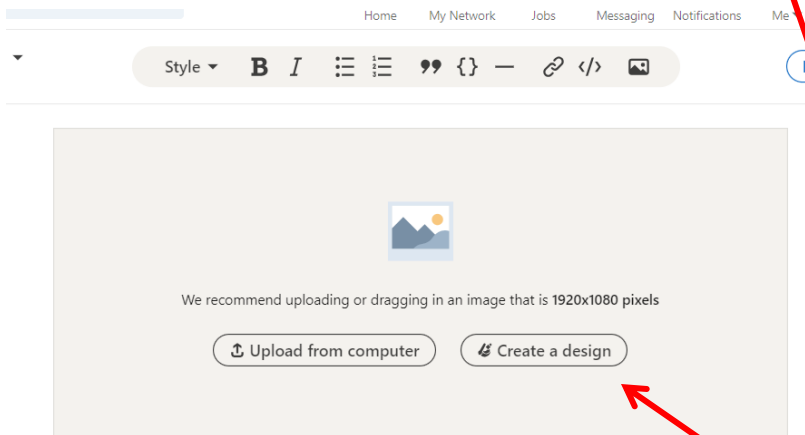 Home My Network Jobs Messaging Notifications Me
Style B I {} — </>
We recommend uploading or dragging in an image that is 1920x1080 pixels
Upload from computer Create a design